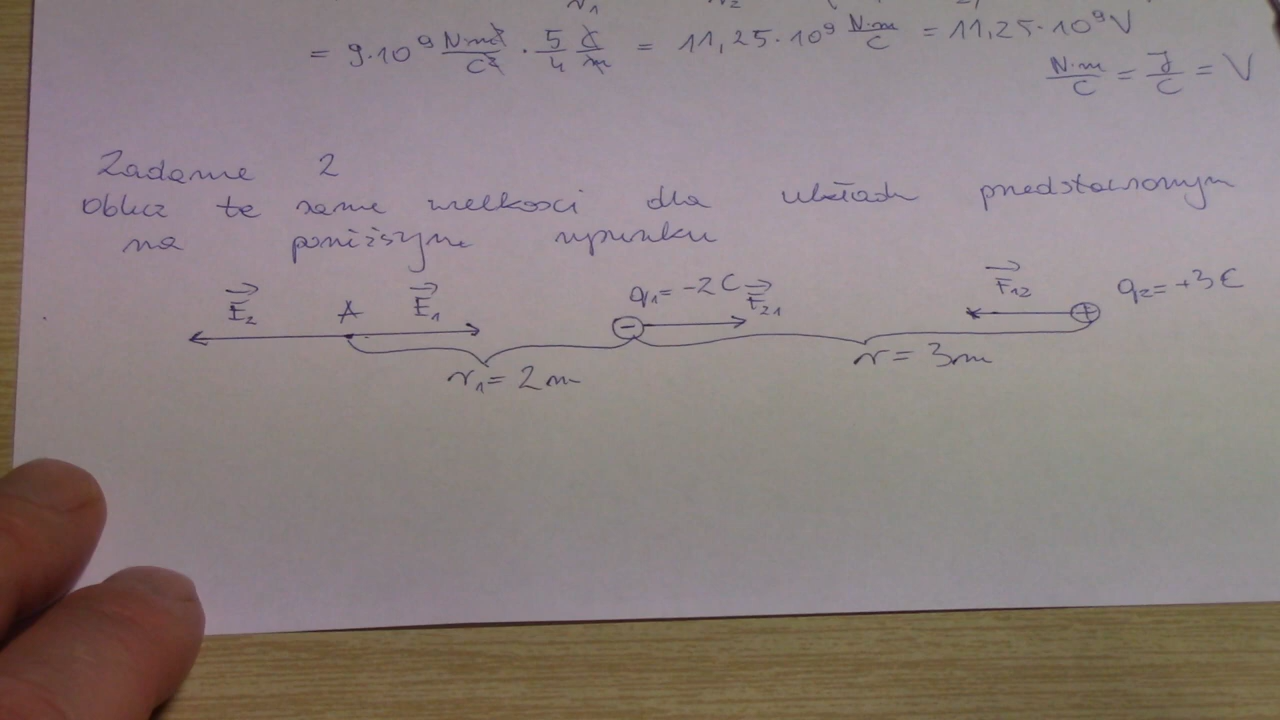 = 9·10⁹ N·m²/C² · 5/4 C/m = 11,25·10⁹ N·m/C = 11,25·10⁹ V
N·m/C = J/C = V
Zadanie 2
Oblicz te same wielkości dla układu przedstawionym
na poniższym rysunku
E₂ A E₁ q₁ = -2C F₂₁ F₁₂ q₂ = +3C
- +
r₁ = 2m r = 3m